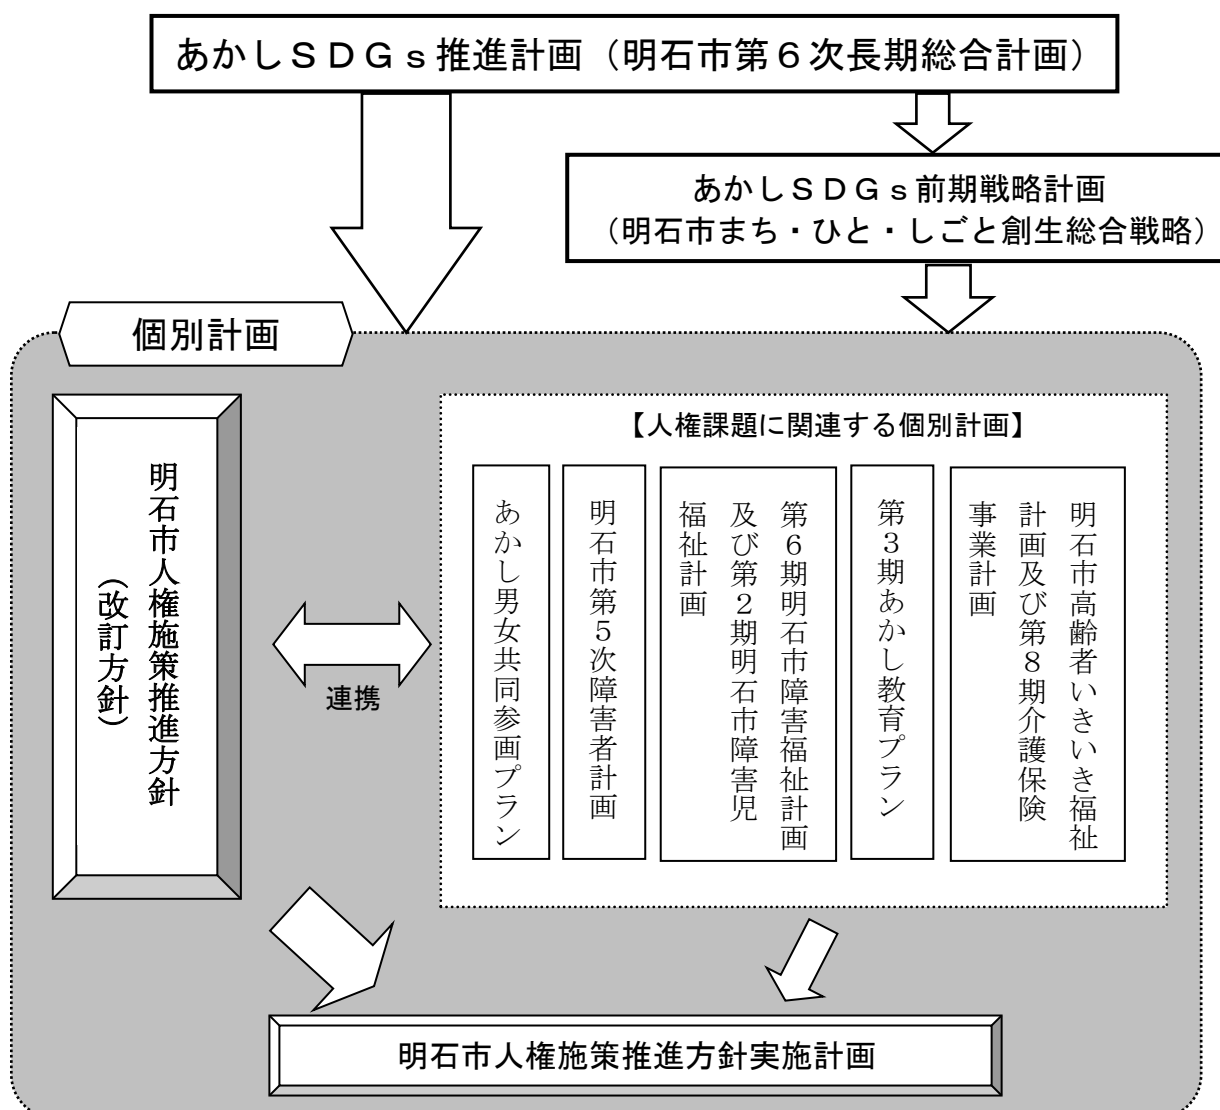 あかしＳＤＧｓ推進計画（明石市第６次長期総合計画）
あかしＳＤＧｓ前期戦略計画
（明石市まち・ひと・しごと創生総合戦略）
個別計画
明石市人権施策推進方針
（改訂方針）
連携
【人権課題に関連する個別計画】
あかし男女共同参画プラン
明石市第５次障害者計画
第６期明石市障害福祉計画
及び第２期明石市障害児
福祉計画
第３期あかし教育プラン
明石市高齢者いきいき福祉
計画及び第８期介護保険
事業計画
明石市人権施策推進方針実施計画